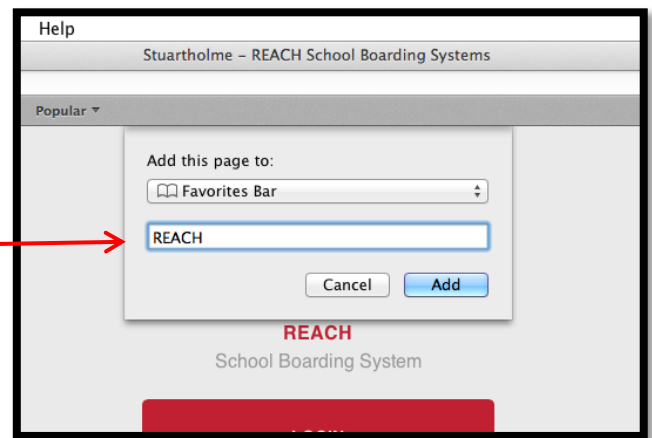 Help
Stuartholme – REACH School Boarding Systems
Popular
Add this page to:
Favorites Bar
REACH
Cancel Add
REACH
School Boarding System
LOGIN